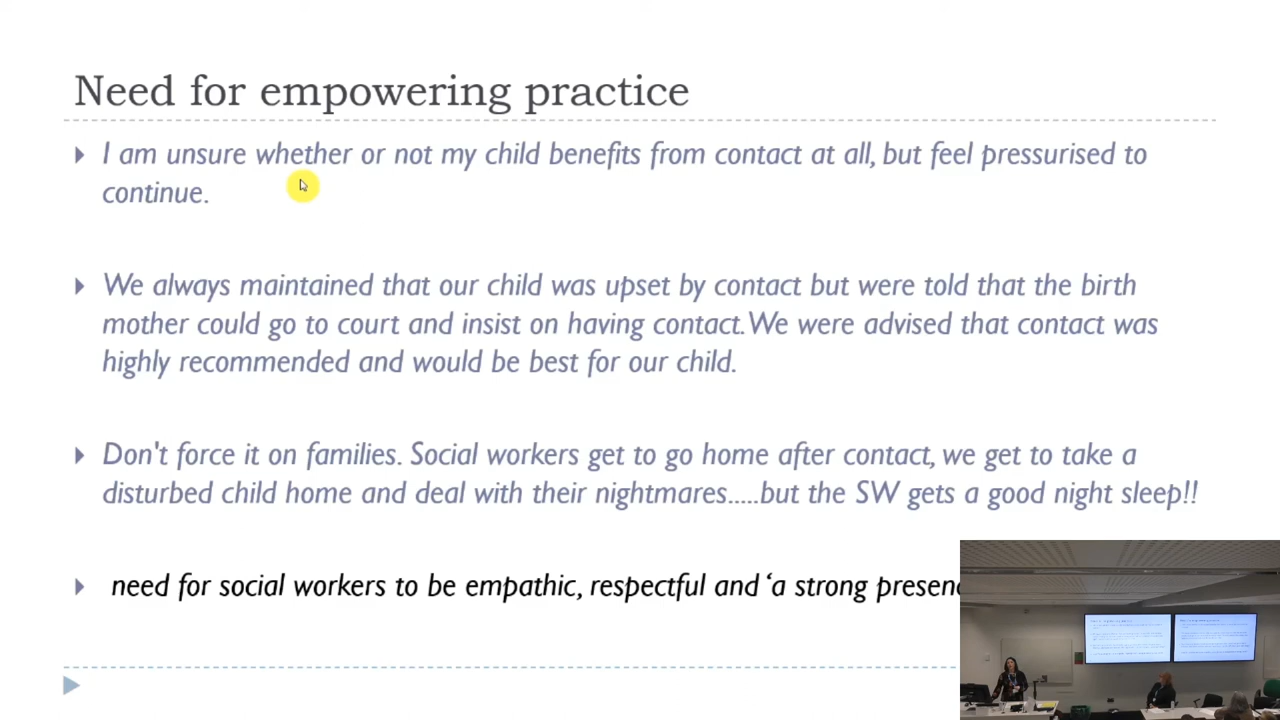 Need for empowering practice
I am unsure whether or not my child benefits from contact at all, but feel pressurised to
continue.
We always maintained that our child was upset by contact but were told that the birth
mother could go to court and insist on having contact. We were advised that contact was
highly recommended and would be best for our child.
Don't force it on families. Social workers get to go home after contact, we get to take a
disturbed child home and deal with their nightmares.....but the SW gets a good night sleep!!
need for social workers to be empathic, respectful and ‘a strong